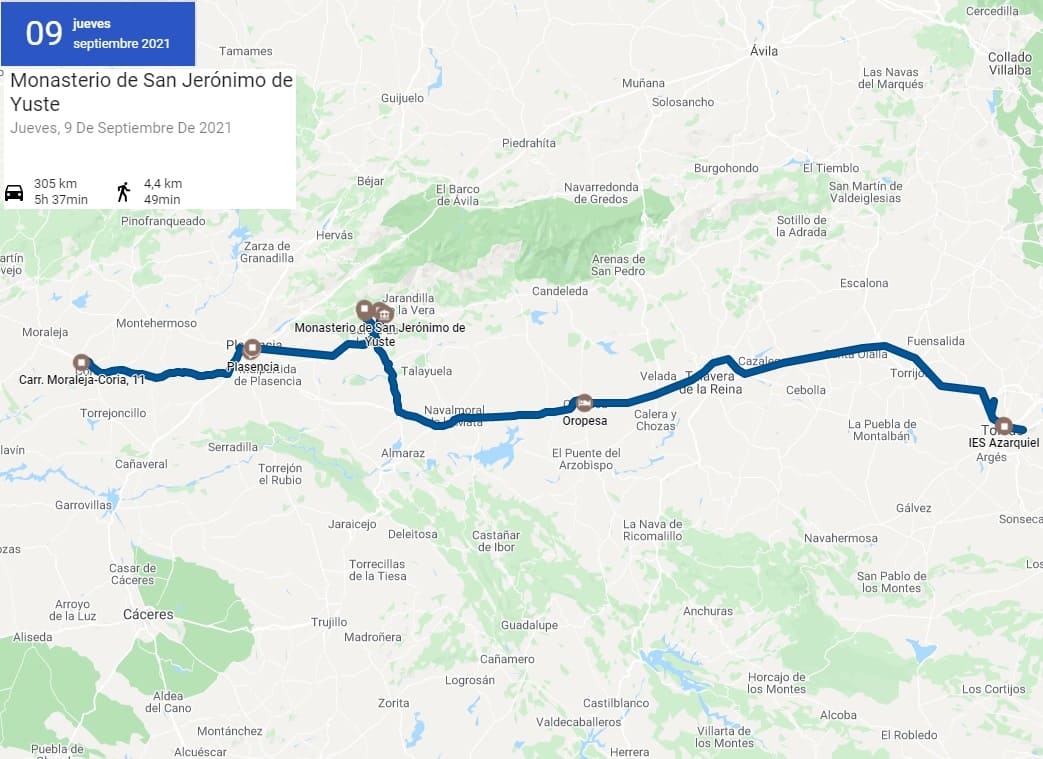 09 jueves
septiembre 2021
Monasterio de San Jerónimo de
Yuste
Jueves, 9 De Septiembre De 2021
305 km
5h 37min
4,4 km
49min
Cercedilla
Collado
Villalba
Tamames
Ávila
Las Navas
del Marqués
Muñana
Guijuelo
Solosancho
Piedrahíta
Burgohondo
El Tiemblo
Béjar
El Barco
de Ávila
Navarredonda
de Gredos
San Martín de
Valdeiglesias
Pinofranqueado
Sotillo de
la Adrada
Hervás
Zarza de
Granadilla
Arenas de
San Pedro
Escalona
Candeleda
Jarandilla
la Vera
Montehermoso
Moraleja
Monasterio de San Jerónimo de
Yuste
Fuensalida
Plasencia
Carr. Moraleja-Coria, 11
de Plasencia
Talayuela
Velada
de la Reina
Cebolla
Torrejoncillo
Navalmoral
Oropesa
Calera y
Chozas
La Puebla de
Montalbán
IES Azarquiel
Argés
Serradilla
Almaraz
El Puente del
Arzobispo
Cañaveral
Torrejón
el Rubio
Garrovillas
Gálvez
Sonseca
Jaraicejo
Deleitosa
Castañar
de Ibor
La Nava de
Ricomalillo
Navahermosa
Casar de
Cáceres
Torrecillas
de la Tiesa
San Pablo de
los Montes
Arroyo
de la Luz
Cáceres
Trujillo
Madroñera
Guadalupe
Anchuras
Aliseda
Cañamero
Logrosán
Horcajo de
los Montes
Los Cortijos
Aldea
del Cano
Zorita
Castilblanco
Alcoba
Montánchez
Valdecaballeros
Villarta de
los Montes
El Robledo
Puebla de
Alcuéscar
Herrera